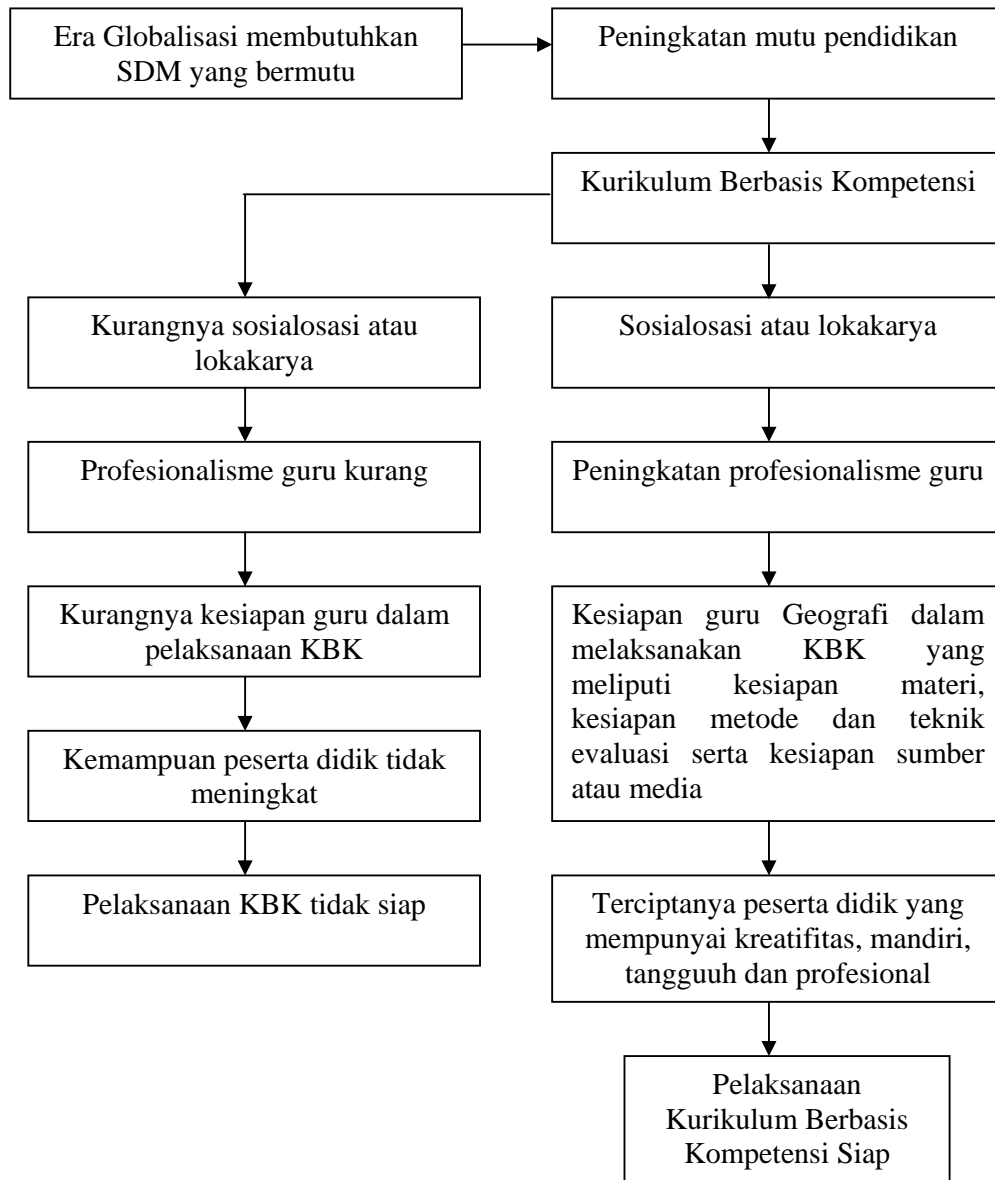 Era Globalisasi membutuhkan
SDM yang bermutu
Peningkatan mutu pendidikan
Kurikulum Berbasis Kompetensi
Kurangnya sosialosasi atau
lokakarya
Sosialosasi atau lokakarya
Profesionalisme guru kurang
Peningkatan profesionalisme guru
Kurangnya kesiapan guru dalam
pelaksanaan KBK
Kesiapan guru Geografi dalam
melaksanakan KBK yang
meliputi kesiapan materi,
kesiapan metode dan teknik
evaluasi serta kesiapan sumber
atau media
Kemampuan peserta didik tidak
meningkat
Pelaksanaan KBK tidak siap
Terciptanya peserta didik yang
mempunyai kreatifitas, mandiri,
tangguuh dan profesional
Pelaksanaan
Kurikulum Berbasis
Kompetensi Siap